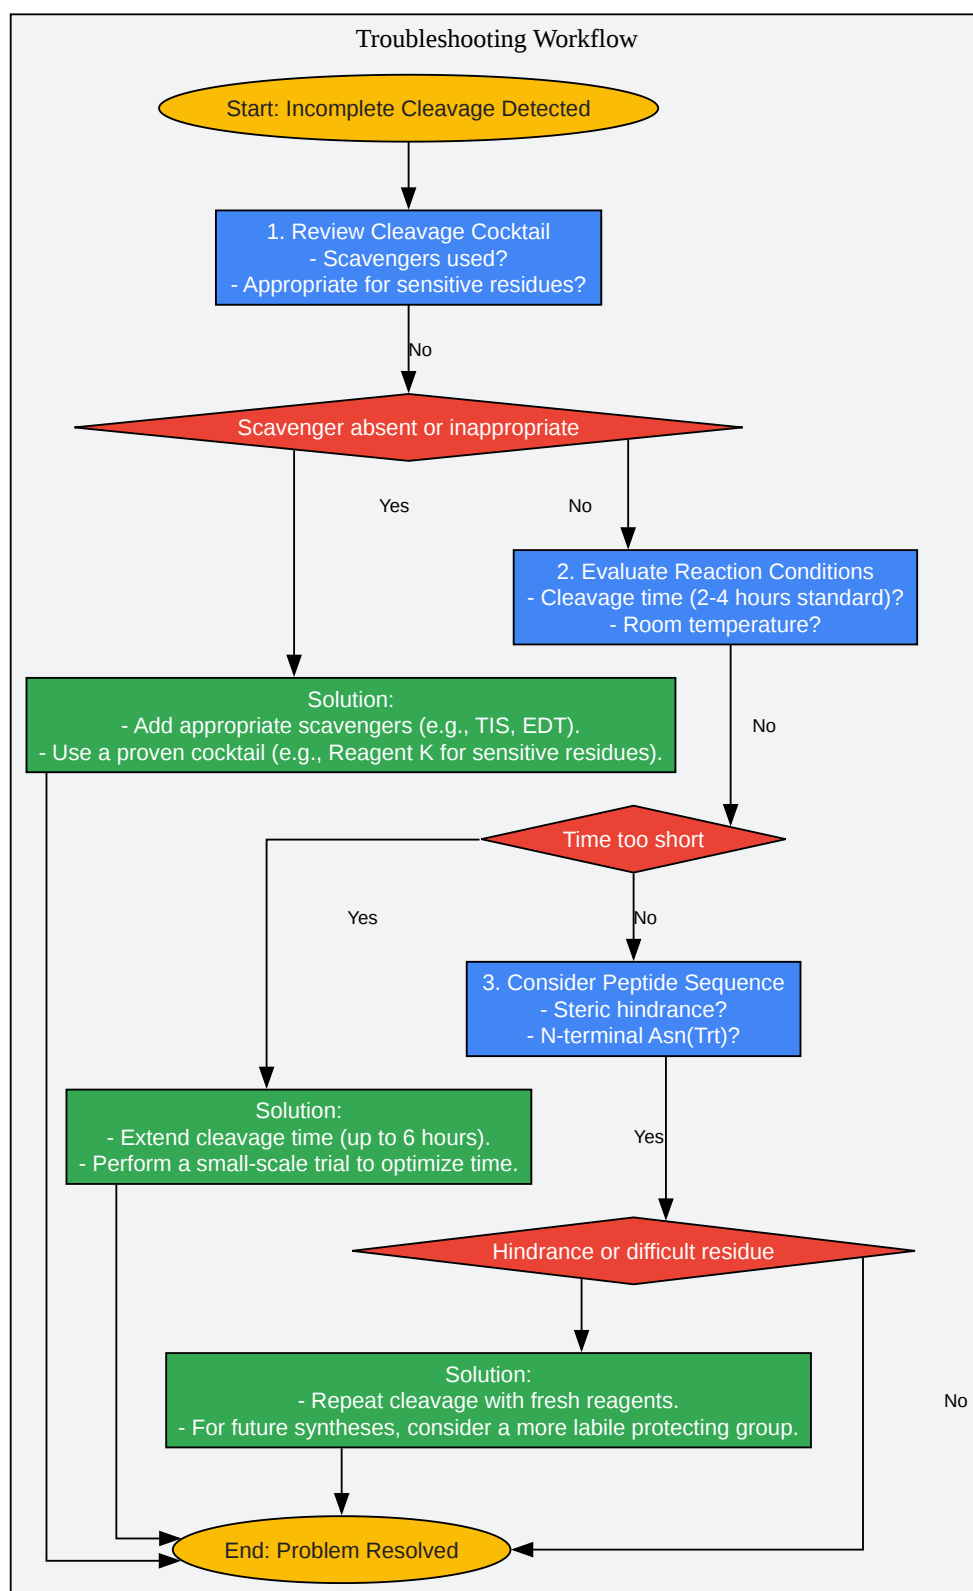 Troubleshooting Workflow
Start: Incomplete Cleavage Detected
1. Review Cleavage Cocktail
- Scavengers used?
- Appropriate for sensitive residues?
No
Scavenger absent or inappropriate
Yes
No
2. Evaluate Reaction Conditions
- Cleavage time (2-4 hours standard)?
- Room temperature?
Solution:
- Add appropriate scavengers (e.g., TIS, EDT).
- Use a proven cocktail (e.g., Reagent K for sensitive residues).
No
Time too short
Yes
No
3. Consider Peptide Sequence
- Steric hindrance?
- N-terminal Asn(Trt)?
Solution:
- Extend cleavage time (up to 6 hours).
- Perform a small-scale trial to optimize time.
Yes
Hindrance or difficult residue
Solution:
- Repeat cleavage with fresh reagents.
- For future syntheses, consider a more labile protecting group.
No
End: Problem Resolved